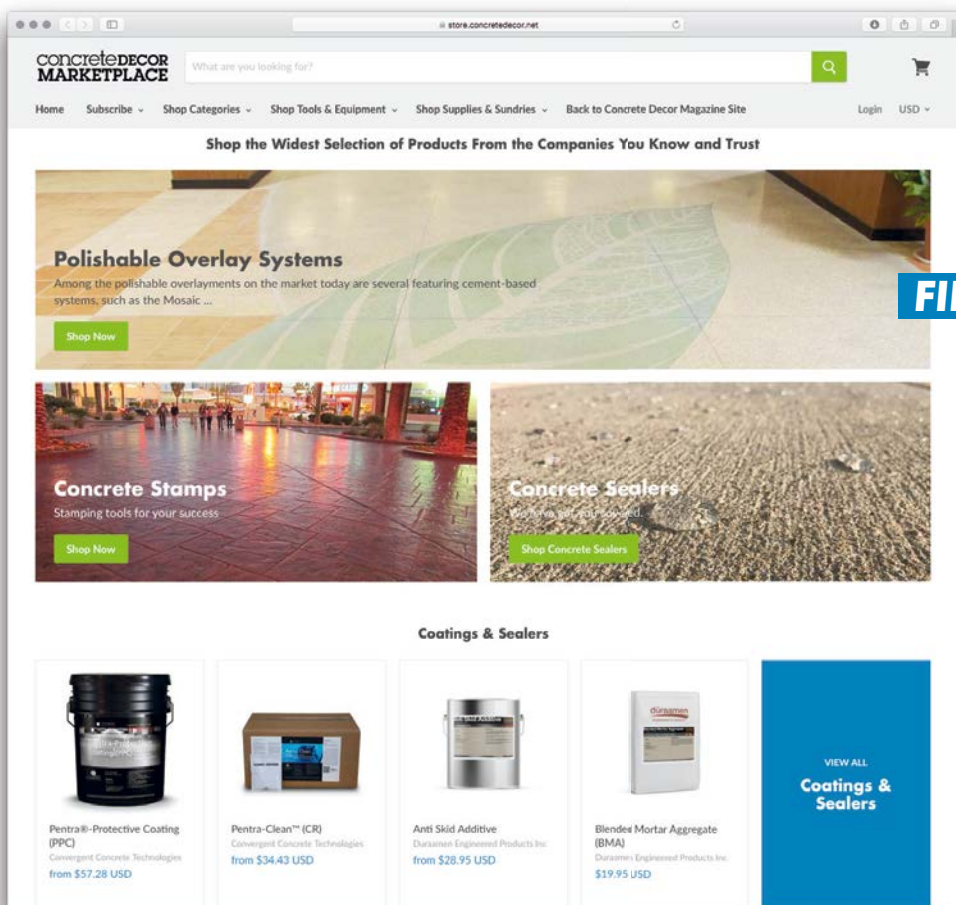 store.concretedecor.net
concreteDECOR
MARKETPLACE
What are you looking for?
Home Subscribe Shop Categories Shop Tools & Equipment Shop Supplies & Sundries Back to Concrete Decor Magazine Site Login USD
Shop the Widest Selection of Products From the Companies You Know and Trust
Polishable Overlay Systems
Among the polishable overlayments on the market today are several featuring cement-based
systems, such as the Mosaic ...
Shop Now
Concrete Stamps
Stamping tools for your success
Shop Now
Concrete Sealers
We have got you covered.
Shop Concrete Sealers
Coatings & Sealers
Anti Skid Additive
duraamen
Blended Mortar Aggregate
Pentra®-Protective Coating
(PPC)
Convergent Concrete Technologies
from $57.28 USD
Pentra-Clean™ (CR)
Convergent Concrete Technologies
from $34.43 USD
Anti Skid Additive
Duraamen Engineered Products Inc
from $28.95 USD
Blended Mortar Aggregate
(BMA)
Duraamen Engineered Products Inc
$19.95 USD
VIEW ALL
Coatings &
Sealers